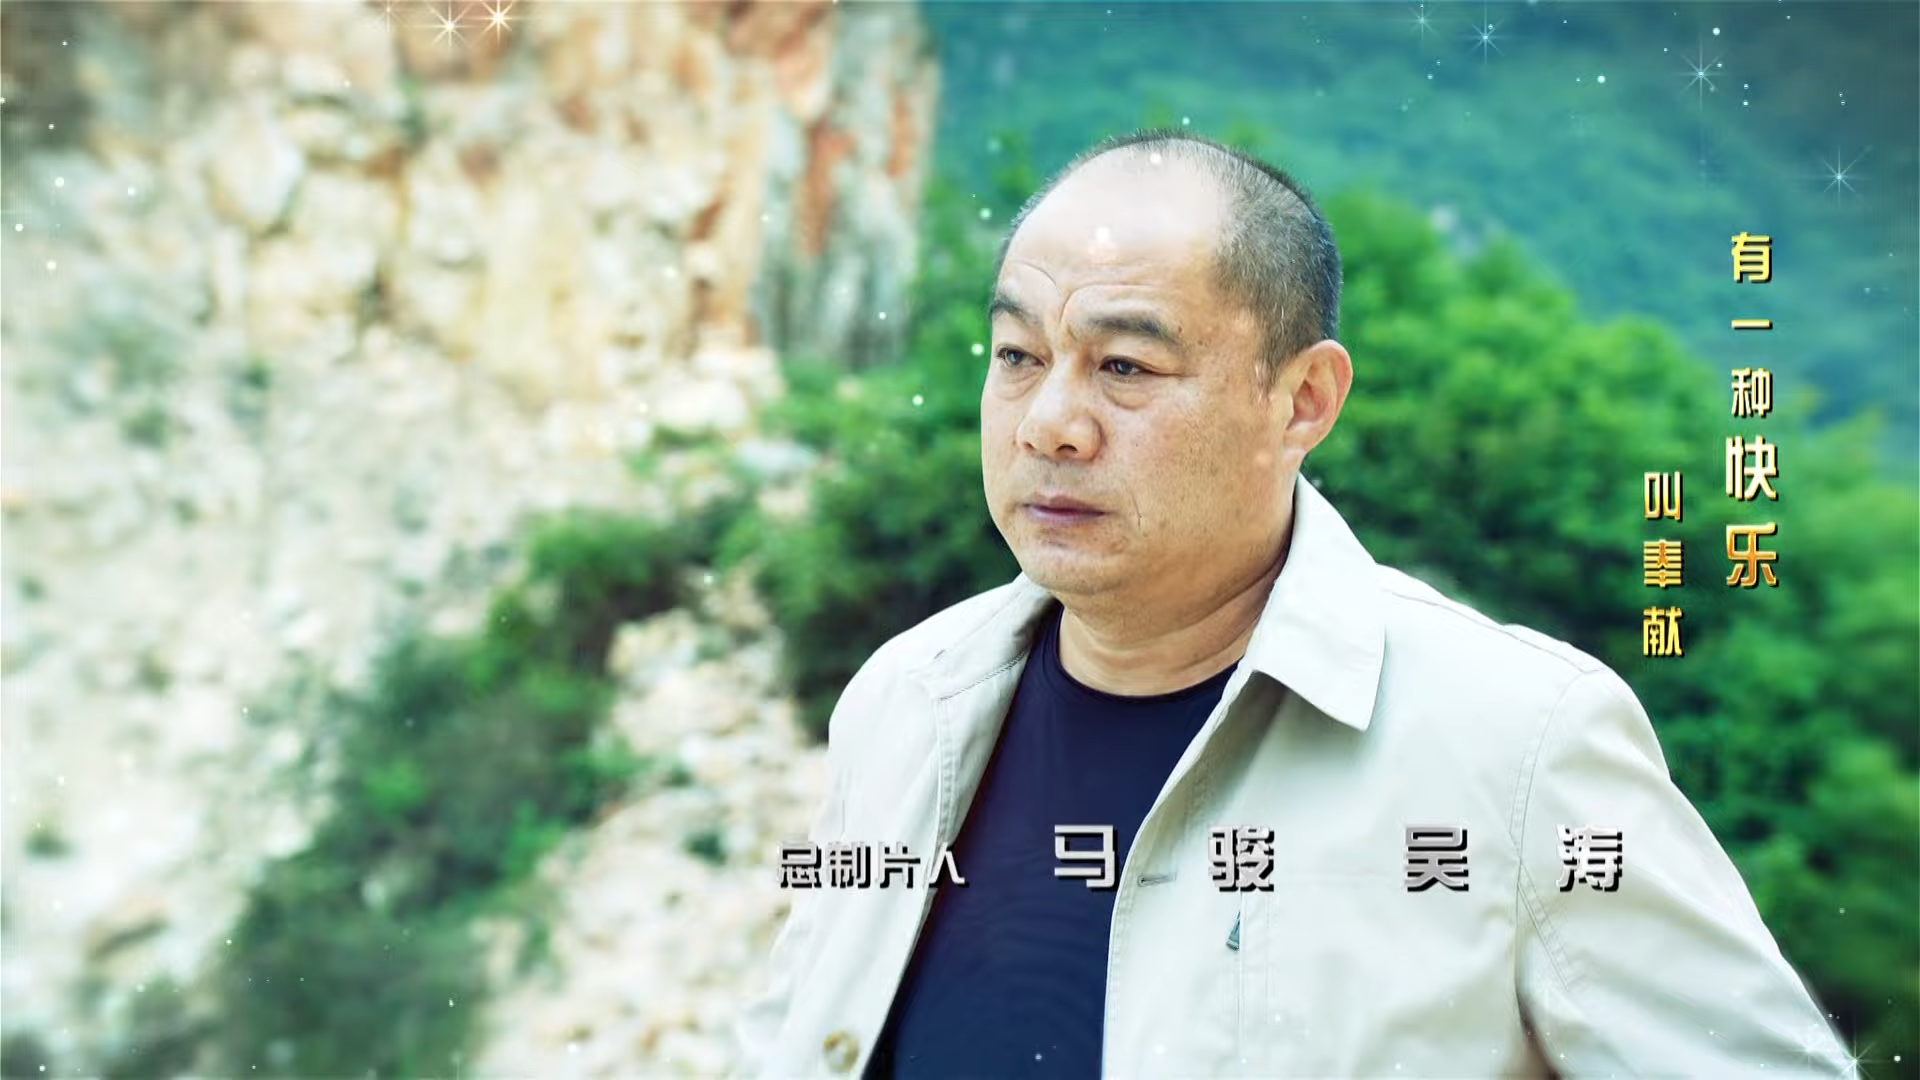 有一种快乐
叫奉献
总制片人 马骏 吴涛